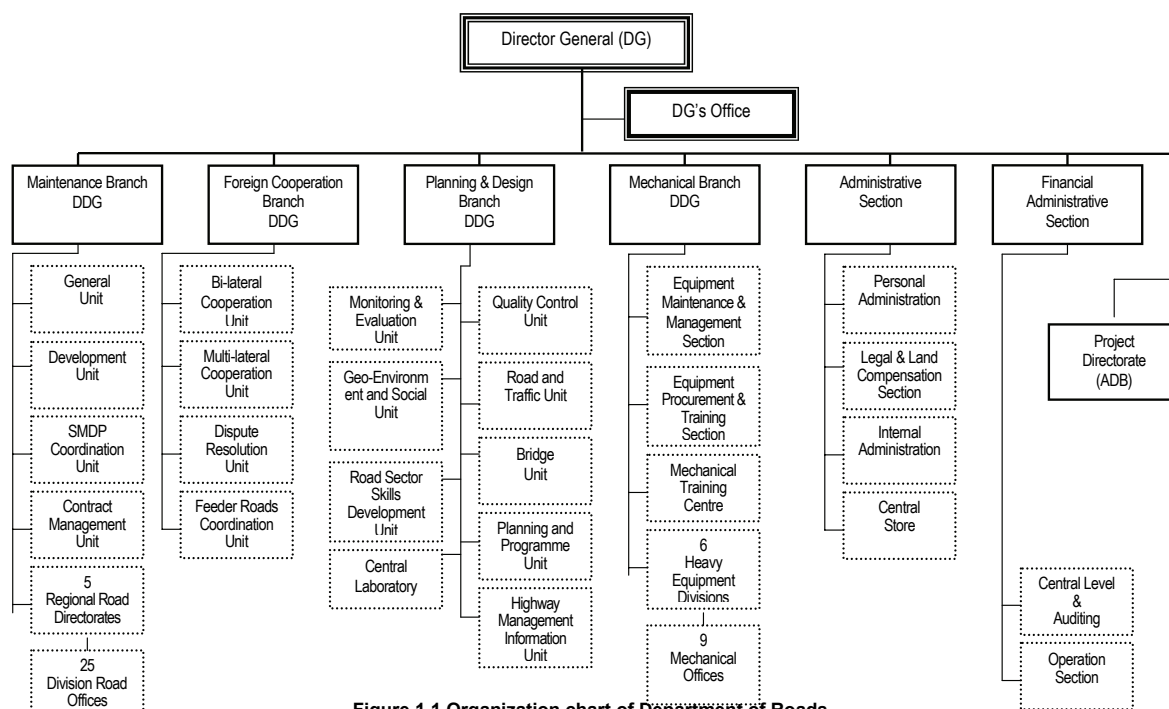 Director General (DG)
DG's Office
Maintenance Branch
DDG
Foreign Cooperation
Branch
DDG
Planning & Design
Branch
DDG
Mechanical Branch
DDG
Administrative
Section
Financial
Administrative
Section
General
Unit
Development
Unit
SMDP
Coordination
Unit
Contract
Management
Unit
5
Regional Road
Directorates
25
Division Road
Offices
Bi-lateral
Cooperation
Unit
Multi-lateral
Cooperation
Unit
Dispute
Resolution
Unit
Feeder Roads
Coordination
Unit
Monitoring &
Evaluation
Unit
Geo-Environm
ent and Social
Unit
Road Sector
Skills
Development
Unit
Central
Laboratory
Quality Control
Unit
Road and
Traffic Unit
Bridge
Unit
Planning and
Programme
Unit
Highway
Management
Information
Unit
Equipment
Maintenance &
Management
Section
Equipment
Procurement &
Training
Section
Mechanical
Training
Centre
6
Heavy
Equipment
Divisions
9
Mechanical
Offices
Personal
Administration
Legal & Land
Compensation
Section
Internal
Administration
Central
Store
Central Level
&
Auditing
Operation
Section
Project
Directorate
(ADB)
Figure 1.1 Organization chart of Department of Roads